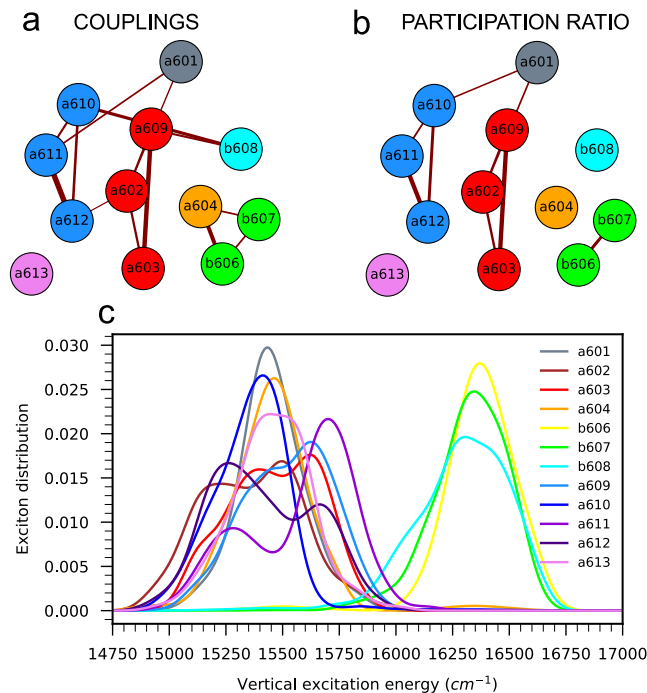 a COUPLINGS
a601
a610
a609
a611
b608
a602
a604
a612
b607
b606
a603
a613
b PARTICIPATION RATIO
a601
a610
a609
a611
b608
a602
a604
a612
b607
b606
a603
a613
c
0.030
0.025
0.020
0.015
0.010
0.005
0.000
Exciton distribution
a601
a602
a603
a604
b606
b607
b608
a609
a610
a611
a612
a613
14750 15000 15250 15500 15750 16000 16250 16500 16750 17000
Vertical excitation energy (cm⁻¹)